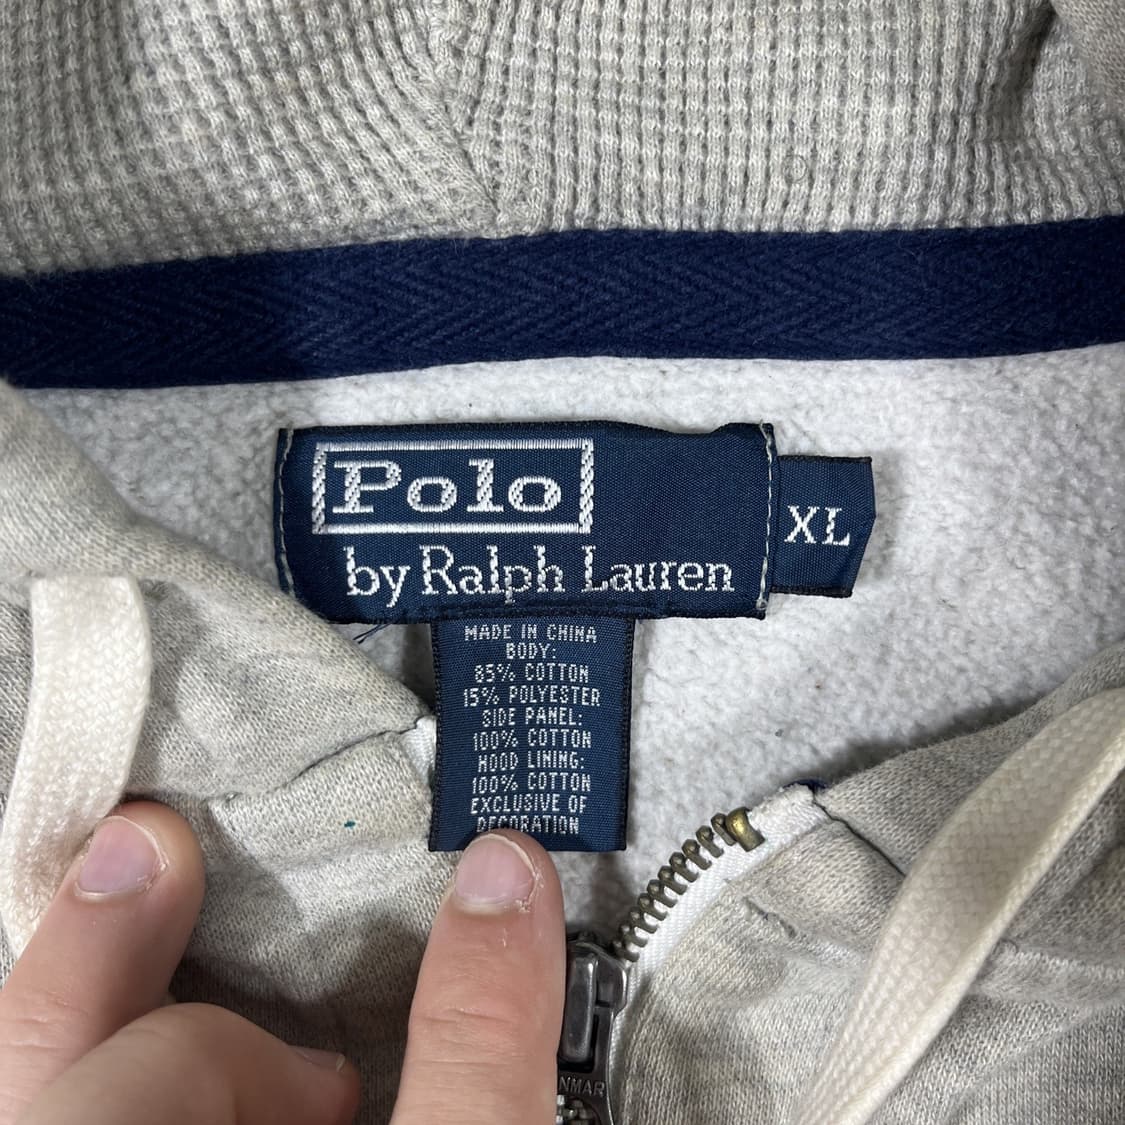 Polo
by Ralph Lauren
XL
MADE IN CHINA
BODY:
85% COTTON
15% POLYESTER
SIDE PANEL:
100% COTTON
HOOD LINING:
100% COTTON
EXCLUSIVE OF
DECORATION
NMAR